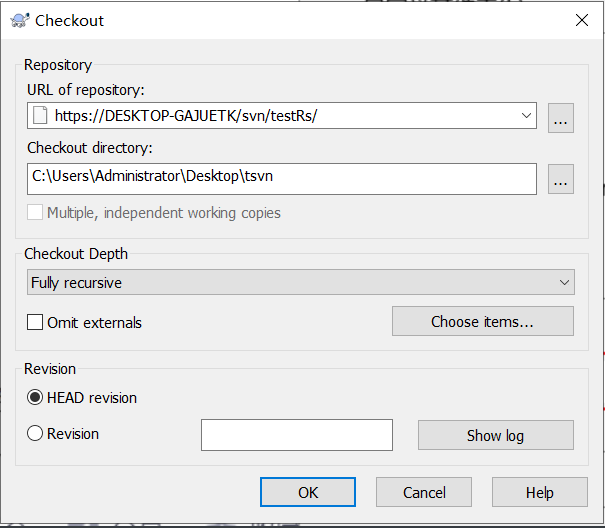 Checkout
Repository
URL of repository:
https://DESKTOP-GAJUETK/svn/testRs/
...
Checkout directory:
C:\Users\Administrator\Desktop\tsvn
...
Multiple, independent working copies
Checkout Depth
Fully recursive
Omit externals
Choose items...
Revision
HEAD revision
Revision
Show log
OK
Cancel
Help